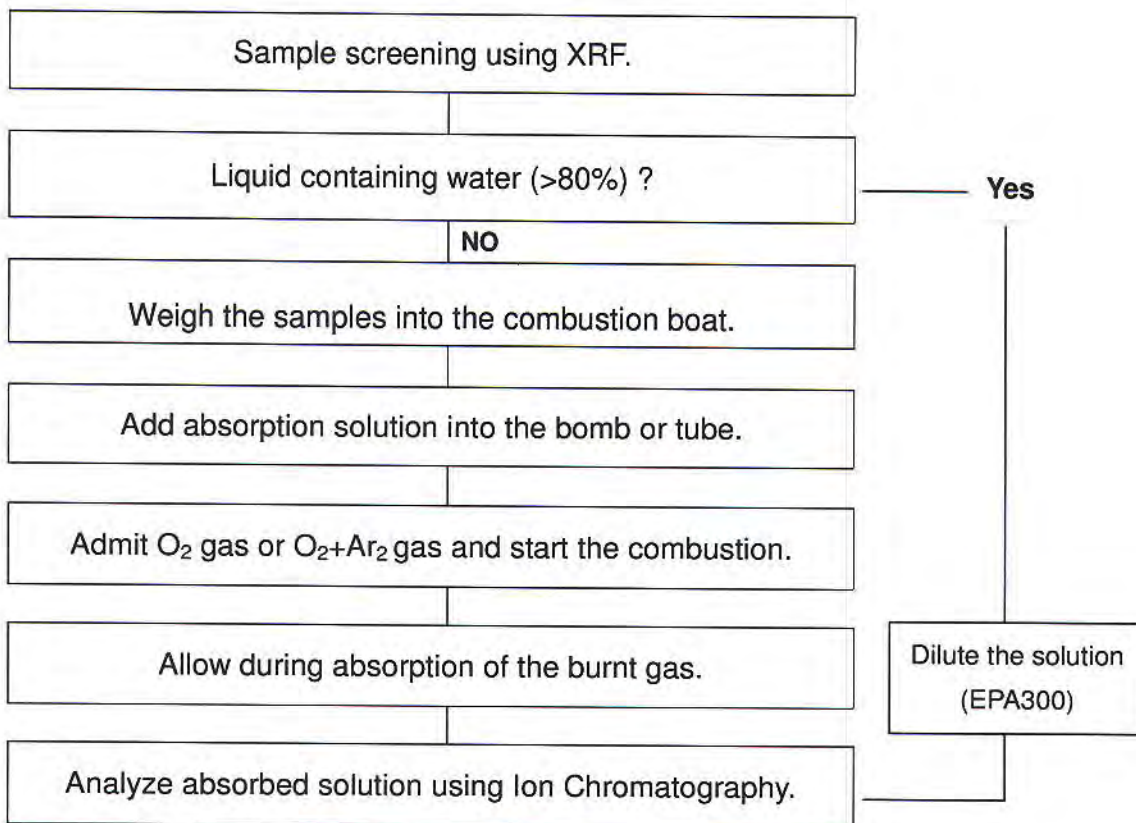 Sample screening using XRF.
Liquid containing water (>80%) ?
Yes
NO
Weigh the samples into the combustion boat.
Add absorption solution into the bomb or tube.
Admit O₂ gas or O₂+Ar₂ gas and start the combustion.
Allow during absorption of the burnt gas.
Dilute the solution
(EPA300)
Analyze absorbed solution using Ion Chromatography.